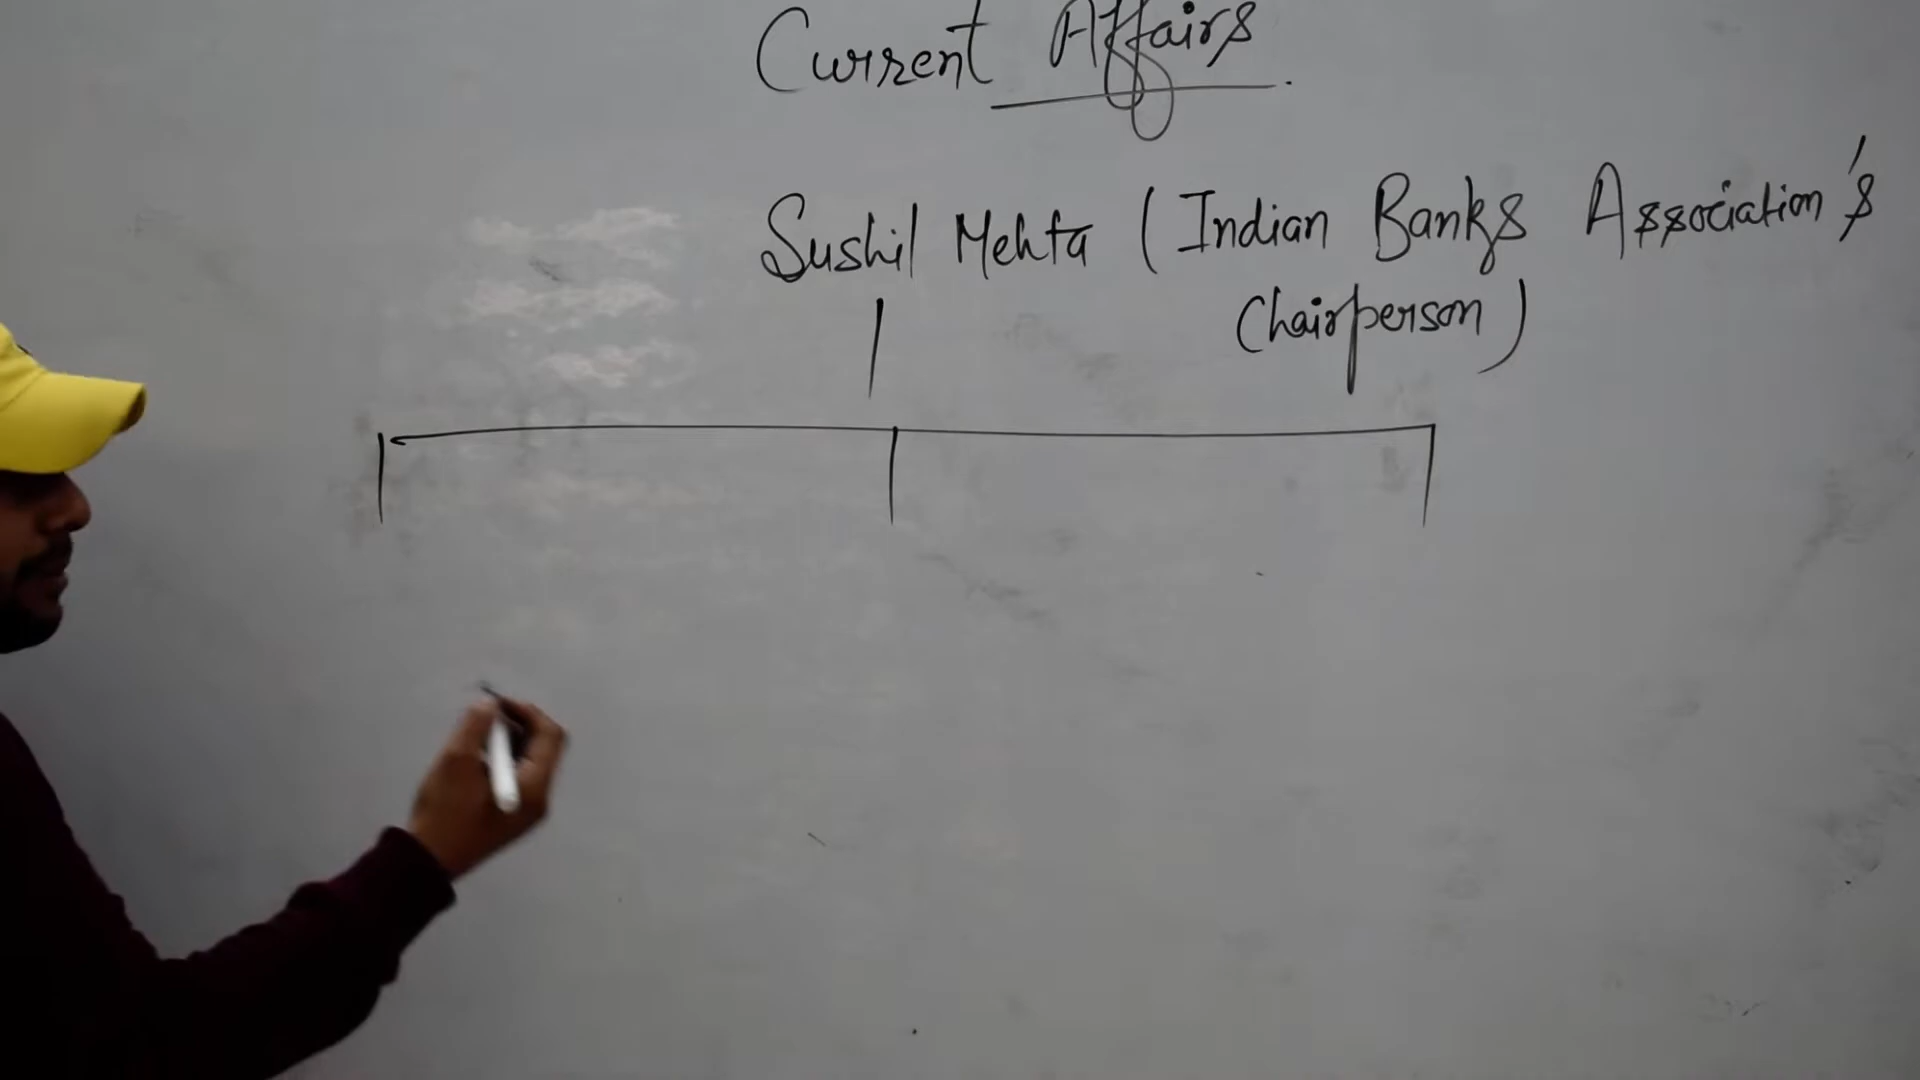 Current Affairs.
Sushil Mehta (Indian Banks Association's
Chairperson)